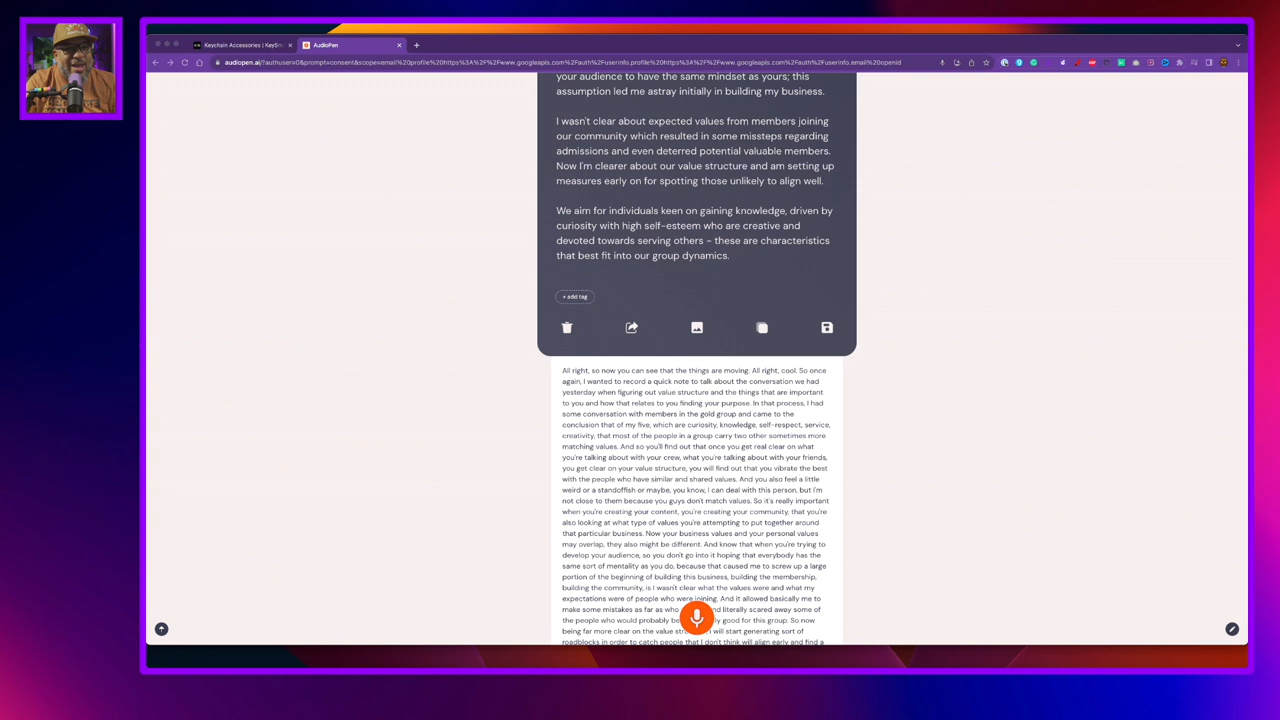 Keychain Accessories | KeySm
AudioPen
audiopen.ai/?authuser=0&prompt=consent&scope=email%20profile%20https%3A%2F%2Fwww.googleapis.com%2Fauth%2Fuserinfo.profile%20https%3A%2F%2Fwww.googleapis.com%2Fauth%2Fuserinfo.email%20openid
your audience to have the same mindset as yours; this
assumption led me astray initially in building my business.
I wasn't clear about expected values from members joining
our community which resulted in some missteps regarding
admissions and even deterred potential valuable members.
Now I'm clearer about our value structure and am setting up
measures early on for spotting those unlikely to align well.
We aim for individuals keen on gaining knowledge, driven by
curiosity with high self-esteem who are creative and
devoted towards serving others - these are characteristics
that best fit into our group dynamics.
+ add tag
All right, so now you can see that the things are moving. All right, cool. So once
again, I wanted to record a quick note to talk about the conversation we had
yesterday when figuring out value structure and the things that are important
to you and how that relates to you finding your purpose. In that process, I had
some conversation with members in the gold group and came to the
conclusion that of my five, which are curiosity, knowledge, self-respect, service,
creativity, that most of the people in a group carry two other sometimes more
matching values. And so you'll find out that once you get real clear on what
you're talking about with your crew, what you're talking about with your friends,
you get clear on your value structure, you will find out that you vibrate the best
with the people who have similar and shared values. And you also feel a little
weird or a standoffish or maybe, you know, I can deal with this person, but I'm
not close to them because you guys don't match values. So it's really important
when you're creating your content, you're creating your community, that you're
also looking at what type of values you're attempting to put together around
that particular business. Now your business values and your personal values
may overlap, they also might be different. And know that when you're trying to
develop your audience, so you don't go into it hoping that everybody has the
same sort of mentality as you do, because that caused me to screw up a large
portion of the beginning of building this business, building the membership,
building the community, is I wasn't clear what the values were and what my
expectations were of people who were joining. And it allowed basically me to
make some mistakes as far as who nd literally scared away some of
the people who would probably be y good for this group. So now
being far more clear on the value I will start generating sort of
roadblocks in order to catch people that I don't think will align early and find a